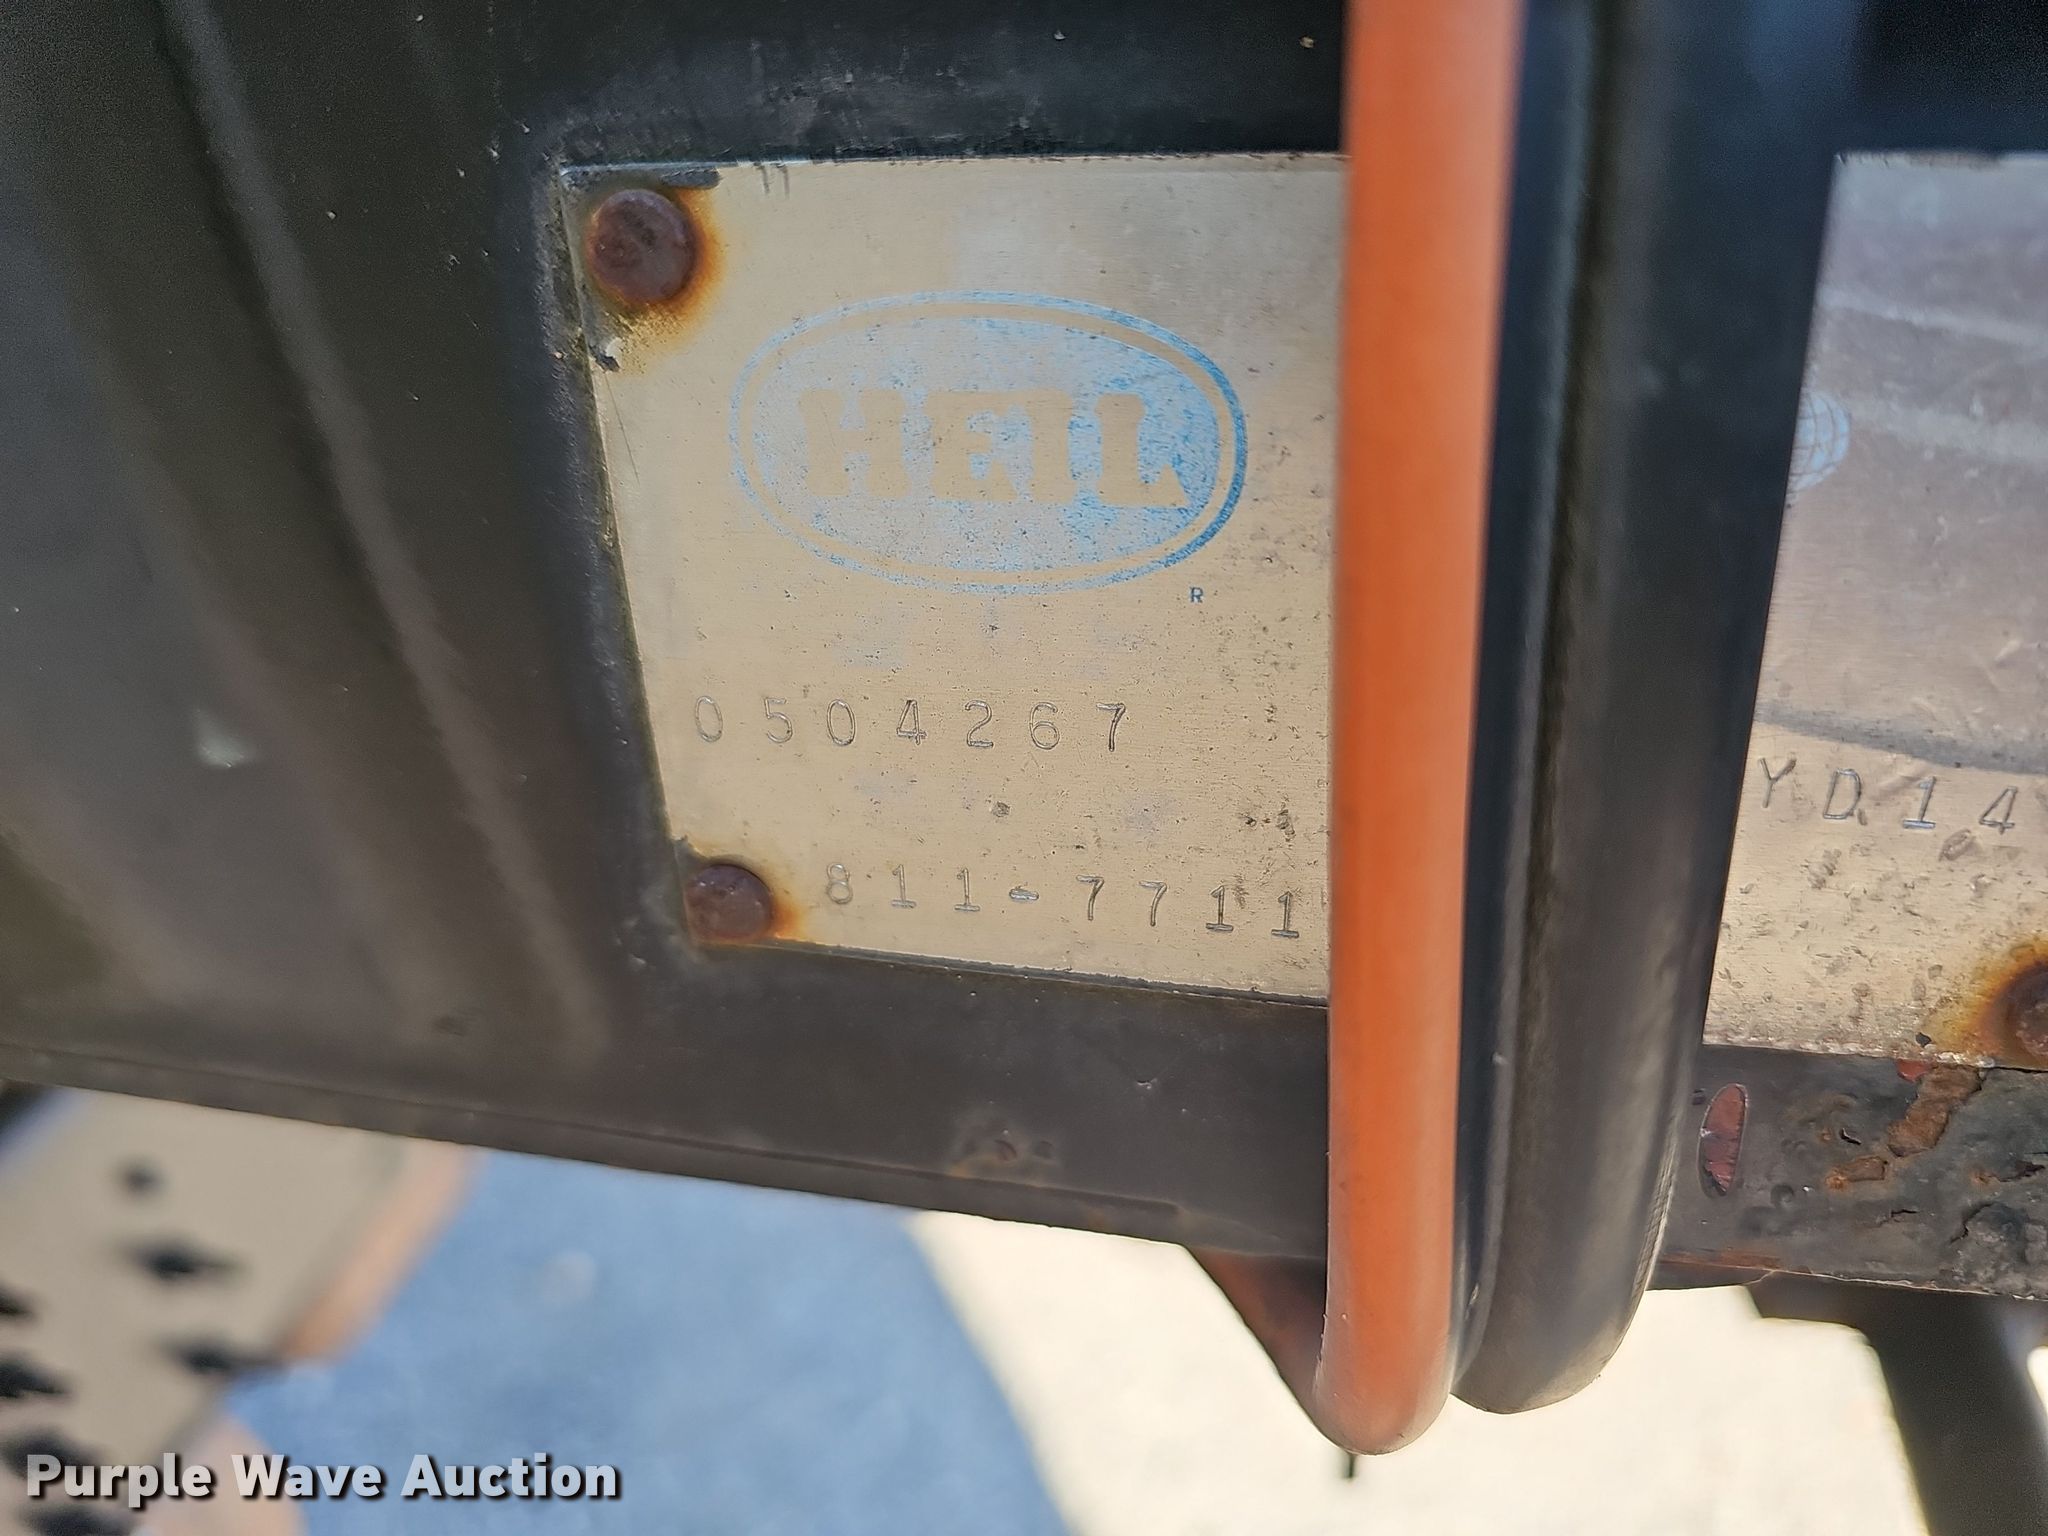 HEIL
R
0504267
YD14
811-7711
Purple Wave Auction